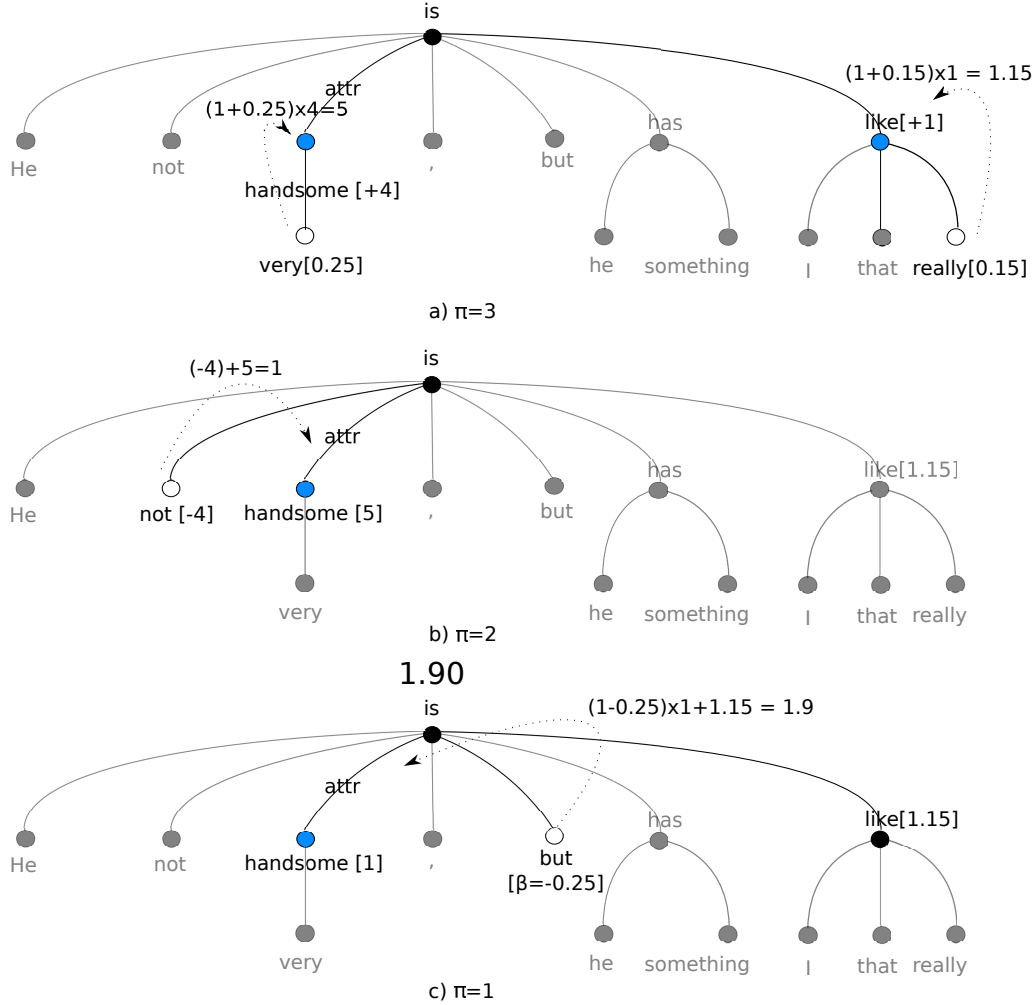 is
(1+0.15)x1 = 1.15
attr
(1+0.25)x4=5
has
like[+1]
He
not
,
but
handsome [+4]
very[0.25]
he
something
I
that
really[0.15]
a) π=3
is
(-4)+5=1
attr
has
like[1.15]
He
not [-4]
handsome [5]
,
but
very
he
something
I
that
really
b) π=2
1.90
is
(1-0.25)x1+1.15 = 1.9
attr
has
like[1.15]
He
not
handsome [1]
,
but
[β=-0.25]
very
he
something
I
that
really
c) π=1